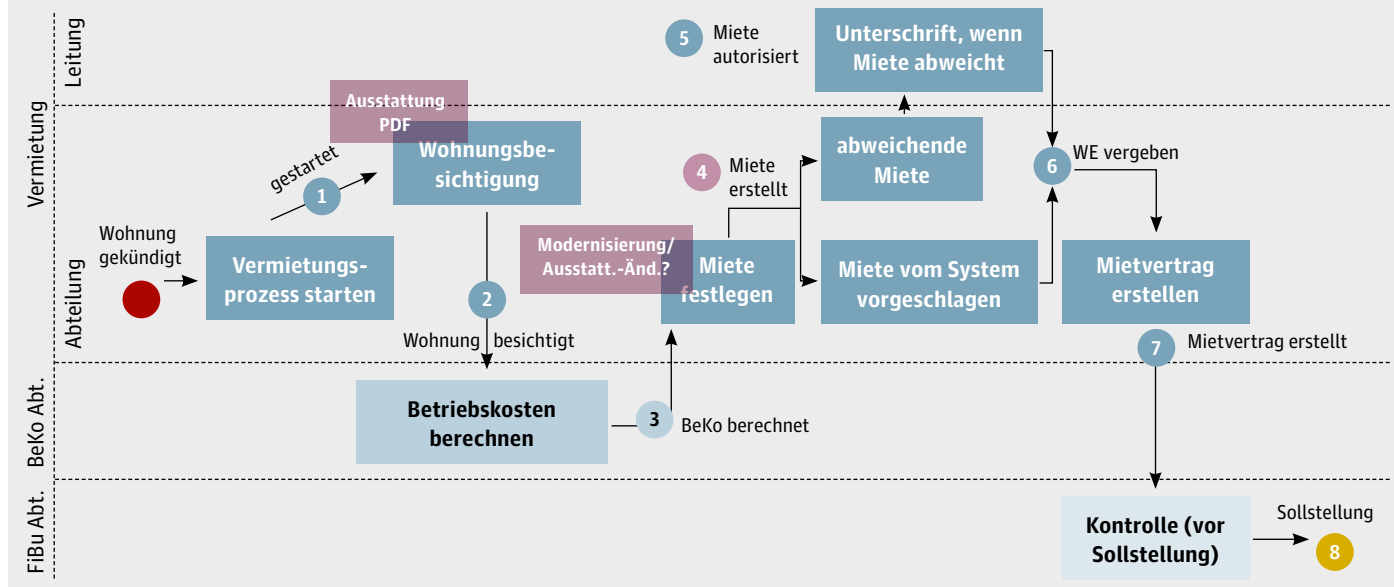 Leitung
Vermietung
Abteilung
BeKo Abt.
FiBu Abt.
Wohnung
gekündigt
Vermietungs-
prozess starten
gestartet
1
Ausstattung
PDF
Wohnungsbe-
sichtigung
2
Wohnung besichtigt
Betriebskosten
berechnen
3
BeKo berechnet
Modernisierung/
Ausstatt.-Änd.?
Miete
festlegen
4
Miete
erstellt
abweichende
Miete
Miete vom System
vorgeschlagen
5
Miete
autorisiert
Unterschrift, wenn
Miete abweicht
6
WE vergeben
Mietvertrag
erstellen
7
Mietvertrag erstellt
Kontrolle (vor
Sollstellung)
Sollstellung
8